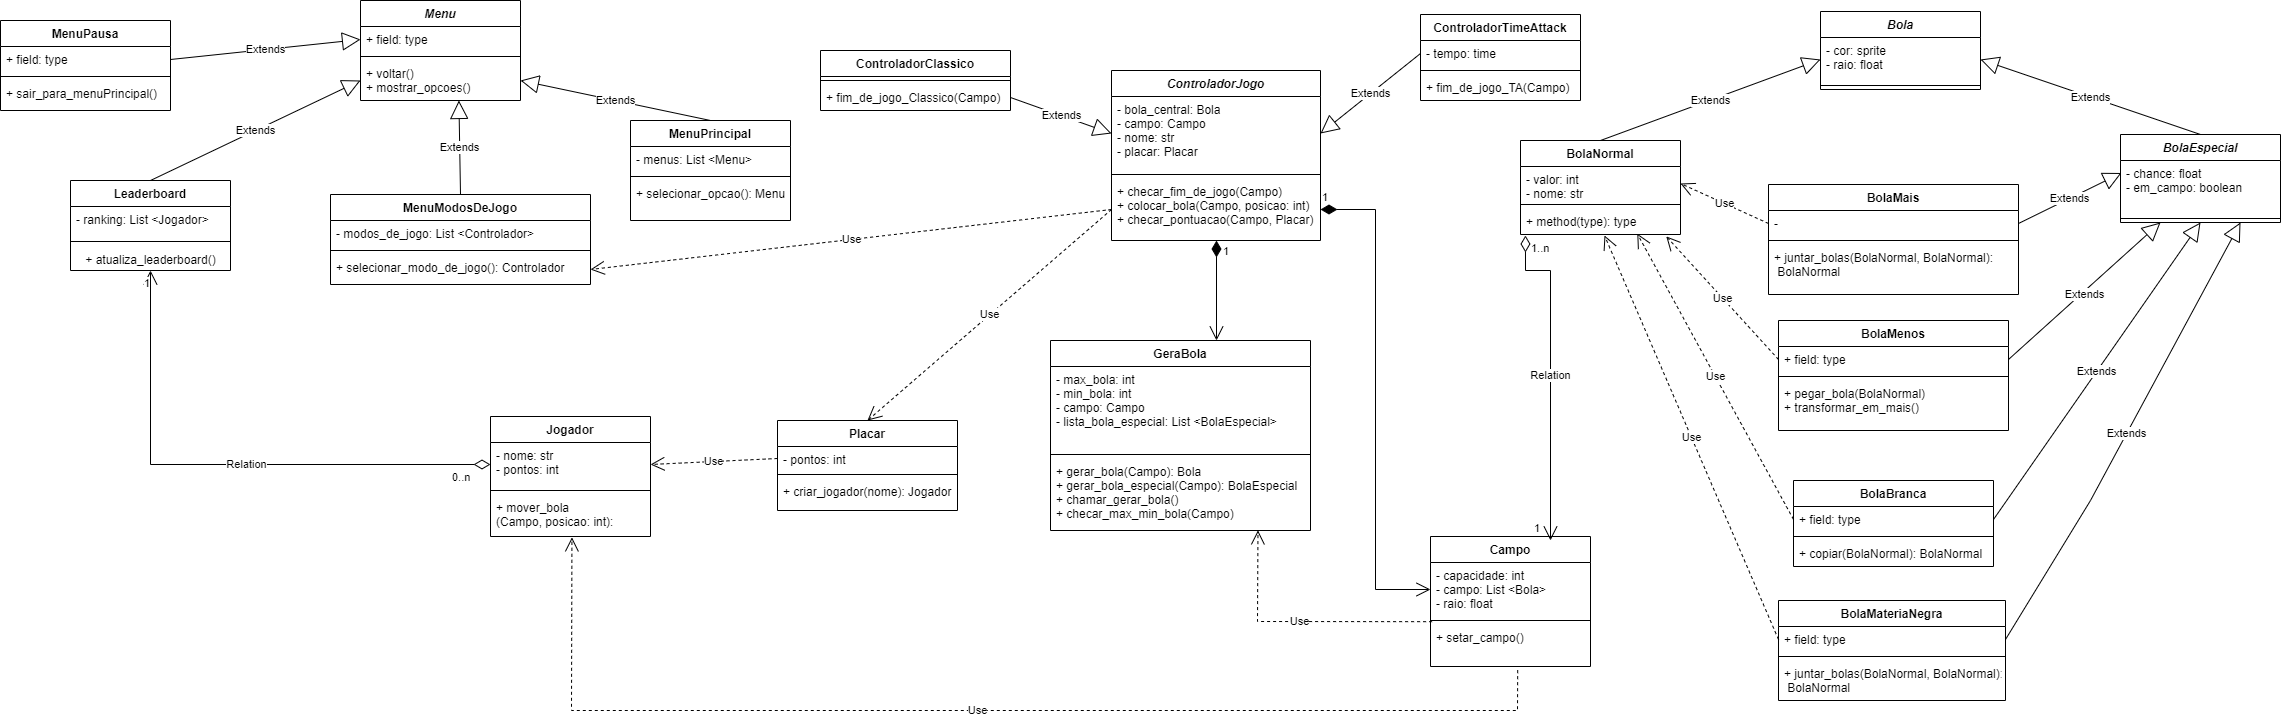 MenuPausa
+ field: type
+ sair_para_menuPrincipal()
Extends
Menu
+ field: type
+ voltar()
+ mostrar_opcoes()
Extends
Extends
Extends
MenuPrincipal
- menus: List <Menu>
+ selecionar_opcao(): Menu
Leaderboard
- ranking: List <Jogador>
+ atualiza_leaderboard()
1
MenuModosDeJogo
- modos_de_jogo: List <Controlador>
+ selecionar_modo_de_jogo(): Controlador
Use
ControladorClassico
+ fim_de_jogo_Classico(Campo)
Extends
ControladorJogo
- bola_central: Bola
- campo: Campo
- nome: str
- placar: Placar
+ checar_fim_de_jogo(Campo)
+ colocar_bola(Campo, posicao: int)
+ checar_pontuacao(Campo, Placar)
1
1
Extends
ControladorTimeAttack
- tempo: time
+ fim_de_jogo_TA(Campo)
Use
Relation
0..n
Jogador
- nome: str
- pontos: int
+ mover_bola
(Campo, posicao: int):
Use
Placar
- pontos: int
+ criar_jogador(nome): Jogador
GeraBola
- max_bola: int
- min_bola: int
- campo: Campo
- lista_bola_especial: List <BolaEspecial>
+ gerar_bola(Campo): Bola
+ gerar_bola_especial(Campo): BolaEspecial
+ chamar_gerar_bola()
+ checar_max_min_bola(Campo)
Use
Use
Campo
- capacidade: int
- campo: List <Bola>
- raio: float
+ setar_campo()
1
Relation
1..n
BolaNormal
- valor: int
- nome: str
+ method(type): type
Extends
Bola
- cor: sprite
- raio: float
Extends
BolaEspecial
- chance: float
- em_campo: boolean
Use
BolaMais
-
+ juntar_bolas(BolaNormal, BolaNormal):
BolaNormal
Extends
Use
BolaMenos
+ field: type
+ pegar_bola(BolaNormal)
+ transformar_em_mais()
Extends
Use
BolaBranca
+ field: type
+ copiar(BolaNormal): BolaNormal
Extends
Use
BolaMateriaNegra
+ field: type
+ juntar_bolas(BolaNormal, BolaNormal):
BolaNormal
Extends